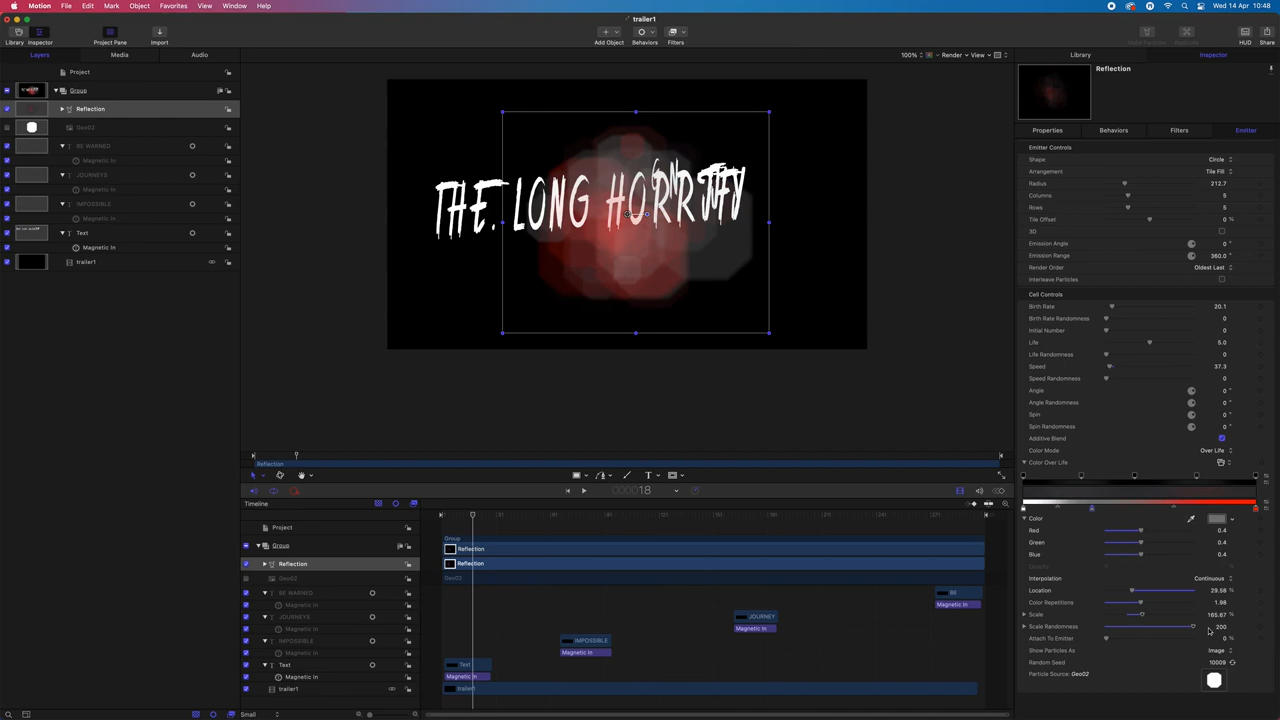 Motion File Edit Mark Object Favorites View Window Help
Wed 14 Apr 10:48
trailer1
Library Inspector Project Pane Import Add Object Behaviors Filters Make Particles Replicate HUD Share
Layers Media Audio
100% Render View
Library Inspector
Project
Group
Reflection
Geo02
BE WARNED
Magnetic In
JOURNEYS
Magnetic In
IMPOSSIBLE
Magnetic In
Text
Magnetic In
trailer1
THE. LONG
Reflection
Properties Behaviors Filters Emitter
Emitter Controls
Shape Circle
Arrangement Tile Fill
Radius 212.7
Columns 5
Rows 5
Tile Offset 0 %
3D
Emission Angle 0 °
Emission Range 360.0 °
Render Order Oldest Last
Interleave Particles
Cell Controls
Birth Rate 20.1
Birth Rate Randomness 0
Initial Number 0
Life 5.0
Life Randomness 0
Speed 37.3
Speed Randomness 0
Angle 0 °
Angle Randomness 0 °
Spin 0 °
Spin Randomness 0 °
Additive Blend
Color Mode Over Life
Color Over Life
Color
Red 0.4
Green 0.4
Blue 0.4
Opacity
Interpolation Continuous
Location 29.58 %
Color Repetitions 1.98
Scale 165.67 %
Scale Randomness 200
Attach To Emitter 0 %
Show Particles As Image
Random Seed 10009
Particle Source: Geo02
Reflection
T
18
Timeline
Project
Group
Reflection
Geo02
BE WARNED
Magnetic In
JOURNEYS
Magnetic In
IMPOSSIBLE
Magnetic In
Text
Magnetic In
trailer1
Small
Group
Reflection
Reflection
Geo02
BE
Magnetic In
JOURNEY
Magnetic In
IMPOSSIBLE
Magnetic In
Text
Magnetic In
trailer1